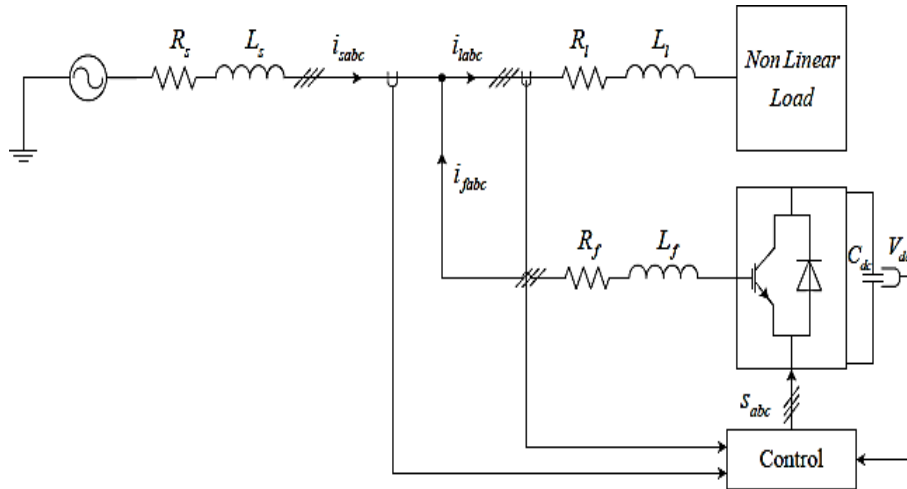 R_s
L_s
i_sabc
i_labc
R_l
L_l
Non Linear
Load
i_fabc
R_f
L_f
C_dc
V_dc
s_abc
Control